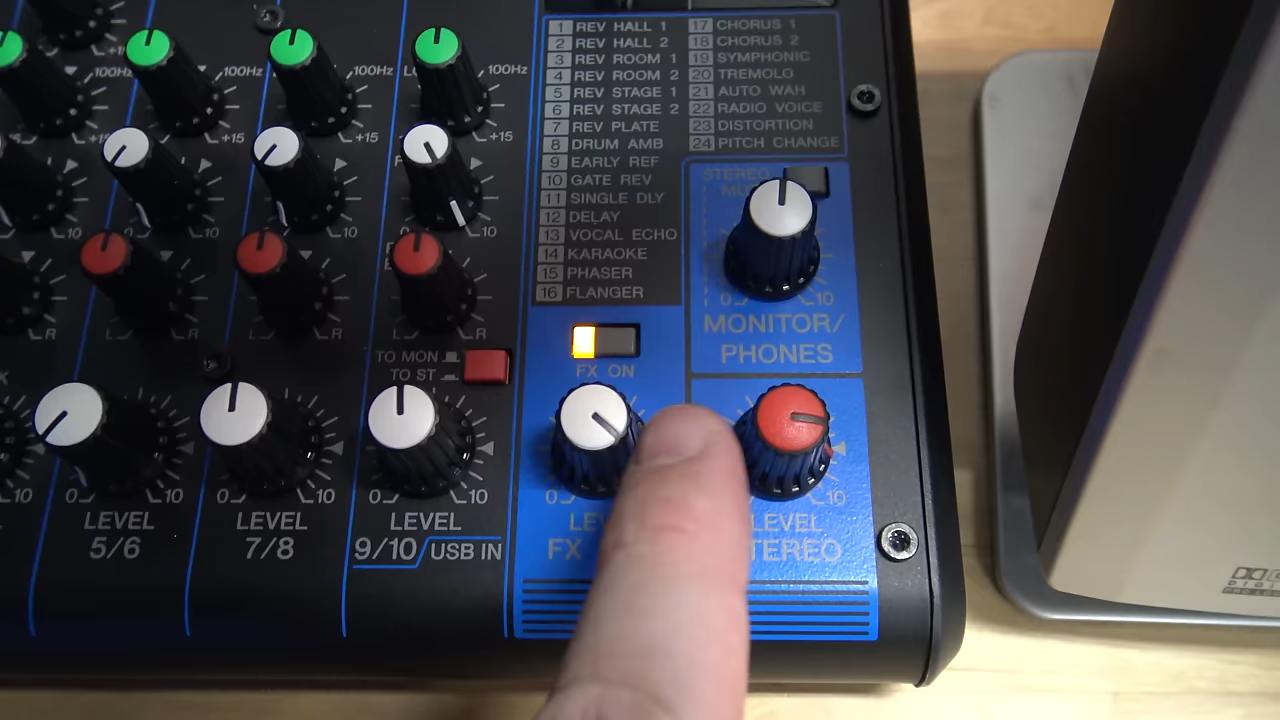 1 REV HALL 1
2 REV HALL 2
3 REV ROOM 1
4 REV ROOM 2
5 REV STAGE 1
6 REV STAGE 2
7 REV PLATE
8 DRUM AMB
9 EARLY REF
10 GATE REV
11 SINGLE DLY
12 DELAY
13 VOCAL ECHO
14 KARAOKE
15 PHASER
16 FLANGER
17 CHORUS 1
18 CHORUS 2
19 SYMPHONIC
20 TREMOLO
21 AUTO WAH
22 RADIO VOICE
23 DISTORTION
24 PITCH CHANGE
100Hz
100Hz
100Hz
100Hz
+15
+15
+15
10
10
10
STEREO
0 10
MONITOR/
PHONES
R
L R
L R
L R
TO MON
TO ST
FX ON
10
0 10
0 10
0 10
0
10
LEVEL
5/6
LEVEL
7/8
LEVEL
9/10 USB IN
FX
LEVEL